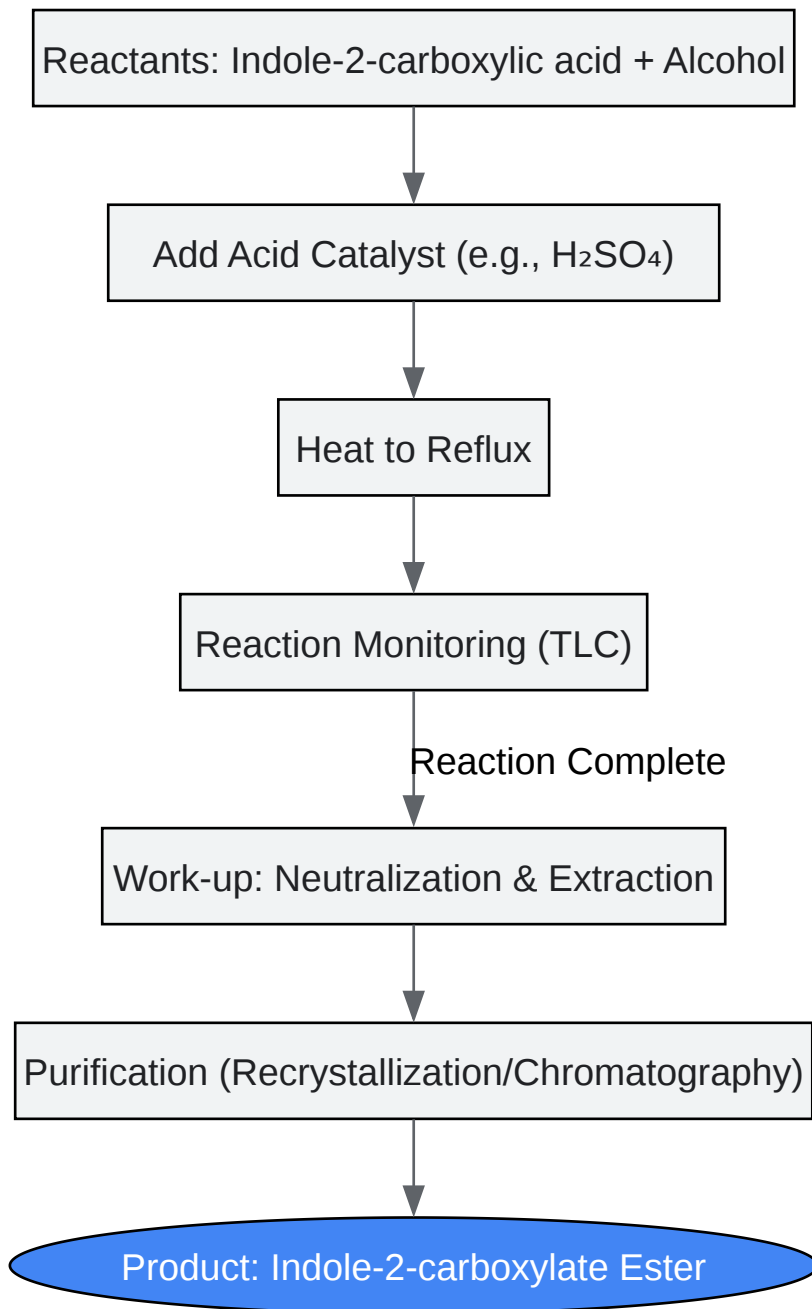 Reactants: Indole-2-carboxylic acid + Alcohol
Add Acid Catalyst (e.g., H₂SO₄)
Heat to Reflux
Reaction Monitoring (TLC)
Reaction Complete
Work-up: Neutralization & Extraction
Purification (Recrystallization/Chromatography)
Product: Indole-2-carboxylate Ester